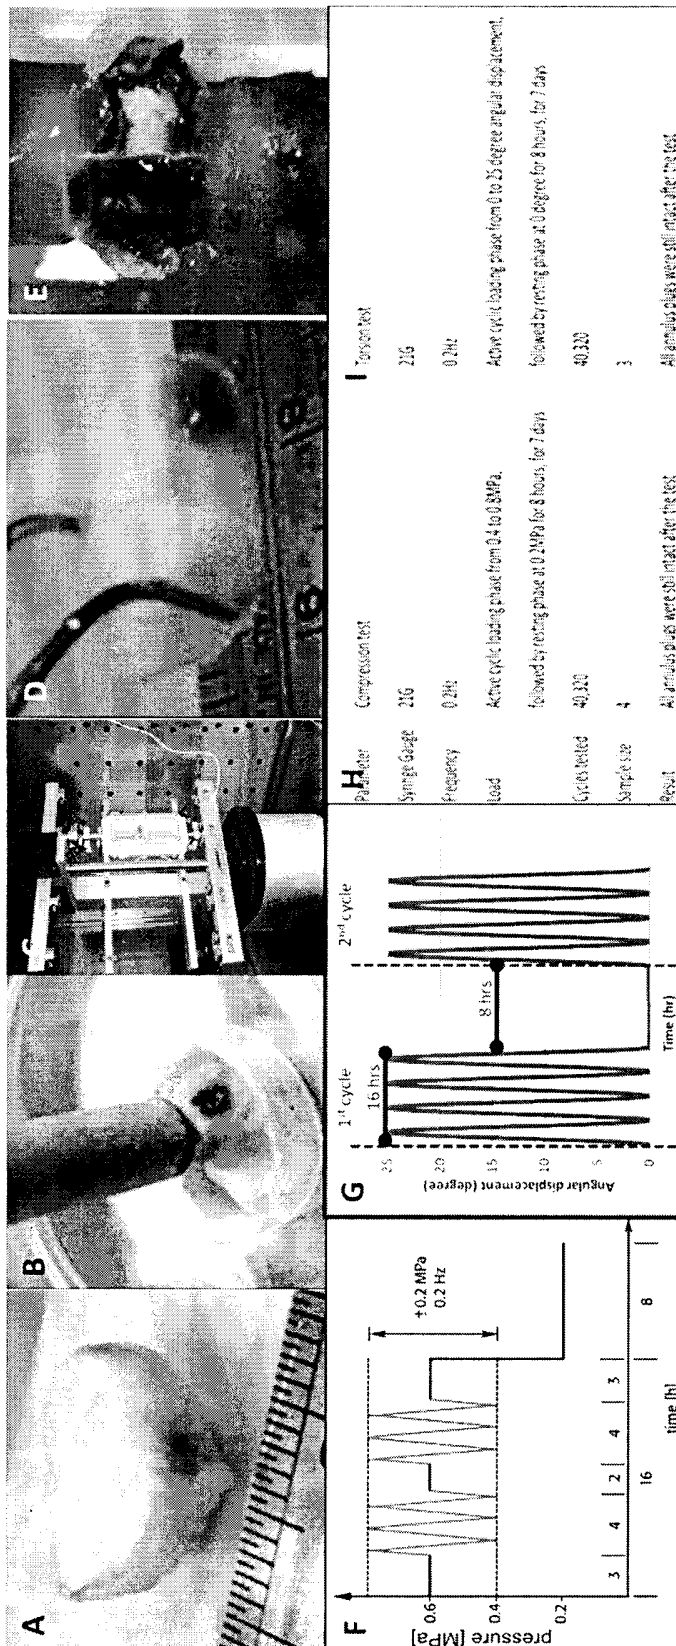 A
B
C
D
E
F
pressure [MPa]
0.6
0.4
0.2
±0.2 MPa
0.2 Hz
3
4
2
4
3
16
8
time [h]
G
Angular displacement (degree)
25
20
15
10
5
0
1st cycle
16 hrs
8 hrs
2nd cycle
Time (hr)
H
Parameter Compression test
Syringe Gauge 21G
Frequency 0.2Hz
Load Active cyclic loading phase from 0.4 to 0.8MPa,
followed by resting phase at 0.2MPa for 8 hours, for 7 days
Cycles tested 40,320
Sample size 4
Result All annulus plugs were still intact after the test
I
Torsion test
21G
0.2Hz
Active cyclic loading phase from 0 to 25 degree angular displacement,
followed by resting phase at 0 degree for 8 hours, for 7 days
40,320
3
All annulus plugs were still intact after the test